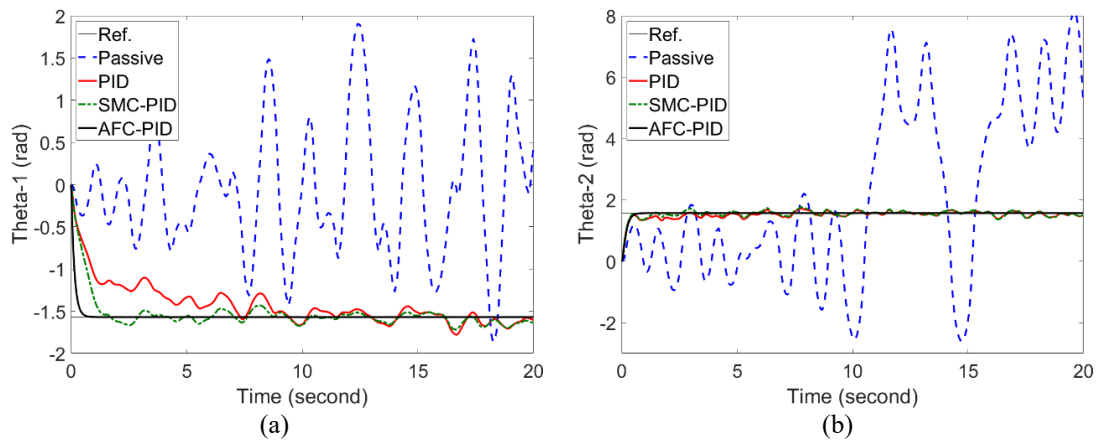 2
1.5
1
0.5
0
-0.5
-1
-1.5
-2
Theta-1 (rad)
Ref.
Passive
PID
SMC-PID
AFC-PID
0 5 10 15 20
Time (second)
(a)
8
6
4
2
0
-2
Theta-2 (rad)
Ref.
Passive
PID
SMC-PID
AFC-PID
0 5 10 15 20
Time (second)
(b)